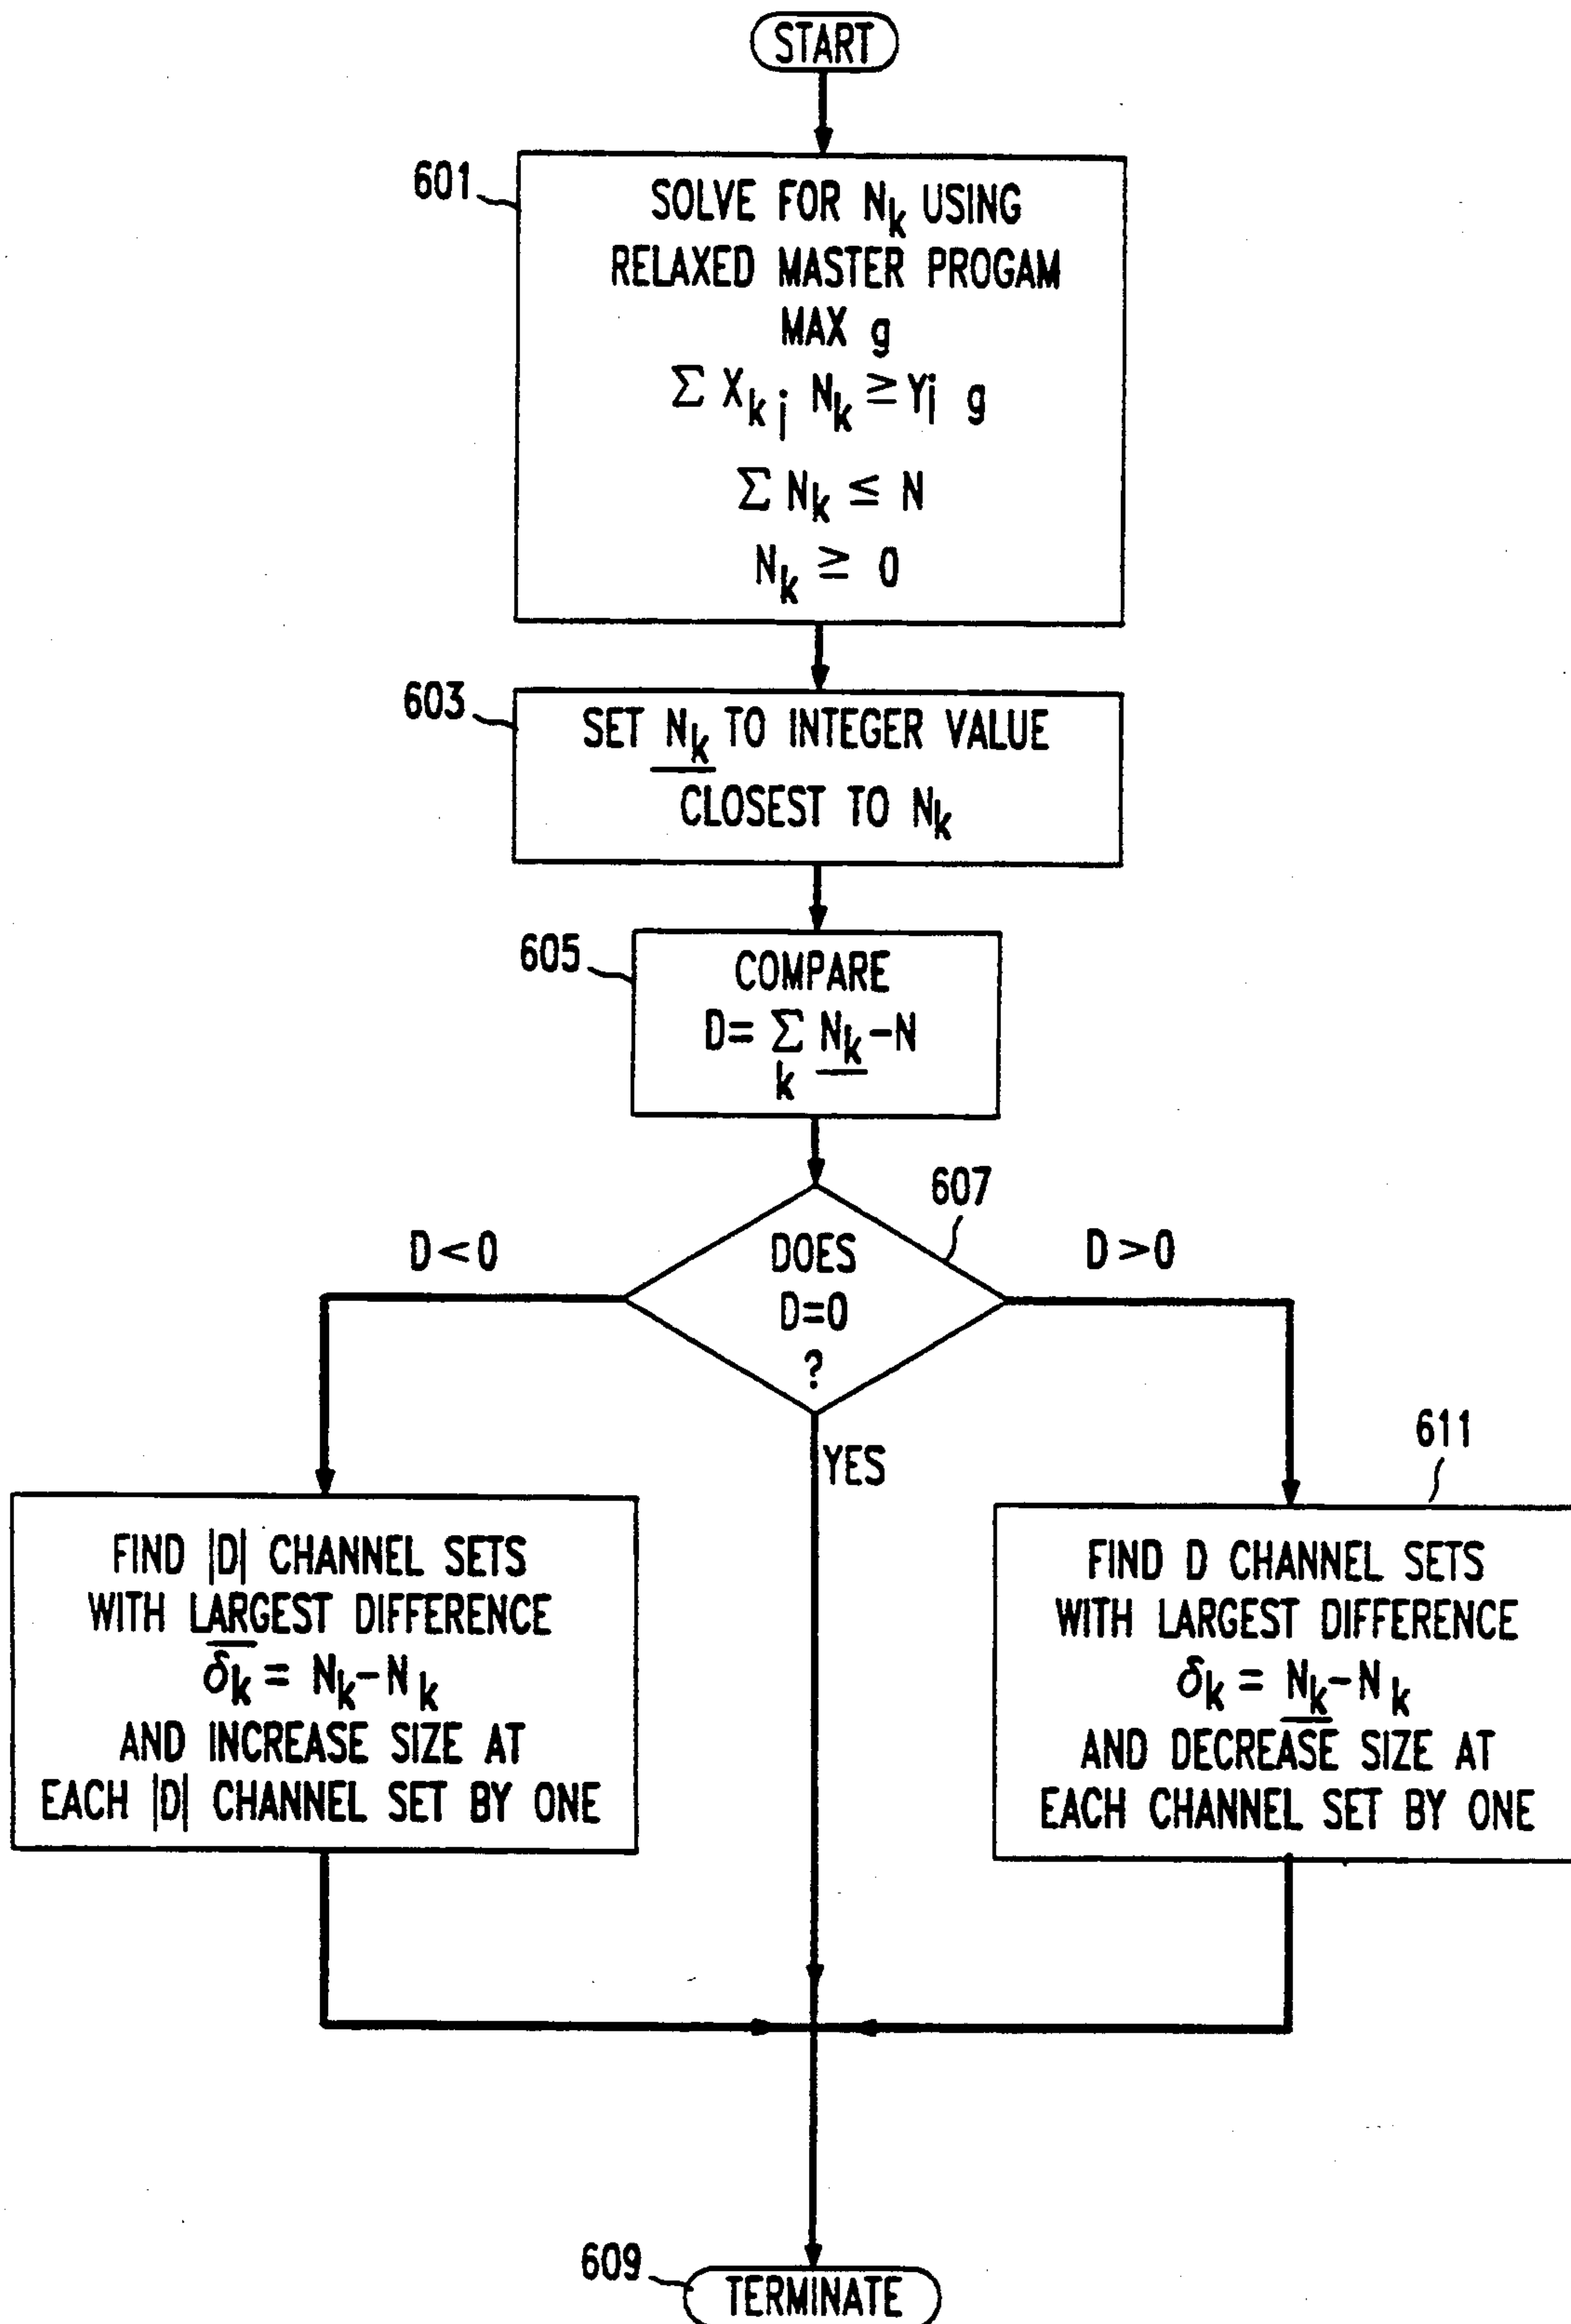 START
601
SOLVE FOR Nk USING
RELAXED MASTER PROGAM
MAX g
Σ Xkj Nk ≥ Yj g
Σ Nk ≤ N
Nk ≥ 0
603
SET Nk TO INTEGER VALUE
CLOSEST TO Nk
605
COMPARE
D= Σ Nk -N
k
607
D<0
DOES
D=0
?
D>0
YES
611
FIND |D| CHANNEL SETS
WITH LARGEST DIFFERENCE
δk = Nk - Nk
AND INCREASE SIZE AT
EACH |D| CHANNEL SET BY ONE
FIND D CHANNEL SETS
WITH LARGEST DIFFERENCE
δk = Nk - Nk
AND DECREASE SIZE AT
EACH CHANNEL SET BY ONE
609
TERMINATE